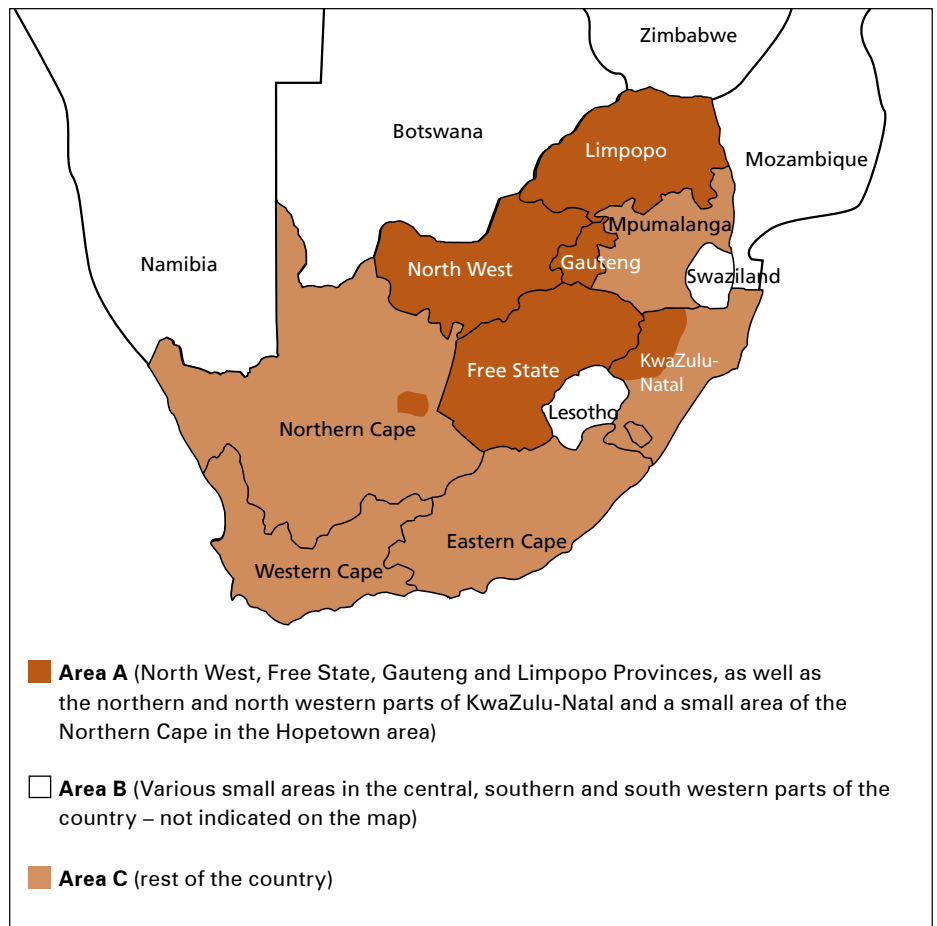 Zimbabwe
Botswana
Limpopo
Mozambique
Mpumalanga
Namibia
North West
Gauteng
Swaziland
Free State
KwaZulu-
Natal
Lesotho
Northern Cape
Eastern Cape
Western Cape
Area A (North West, Free State, Gauteng and Limpopo Provinces, as well as
the northern and north western parts of KwaZulu-Natal and a small area of the
Northern Cape in the Hopetown area)
Area B (Various small areas in the central, southern and south western parts of the
country – not indicated on the map)
Area C (rest of the country)